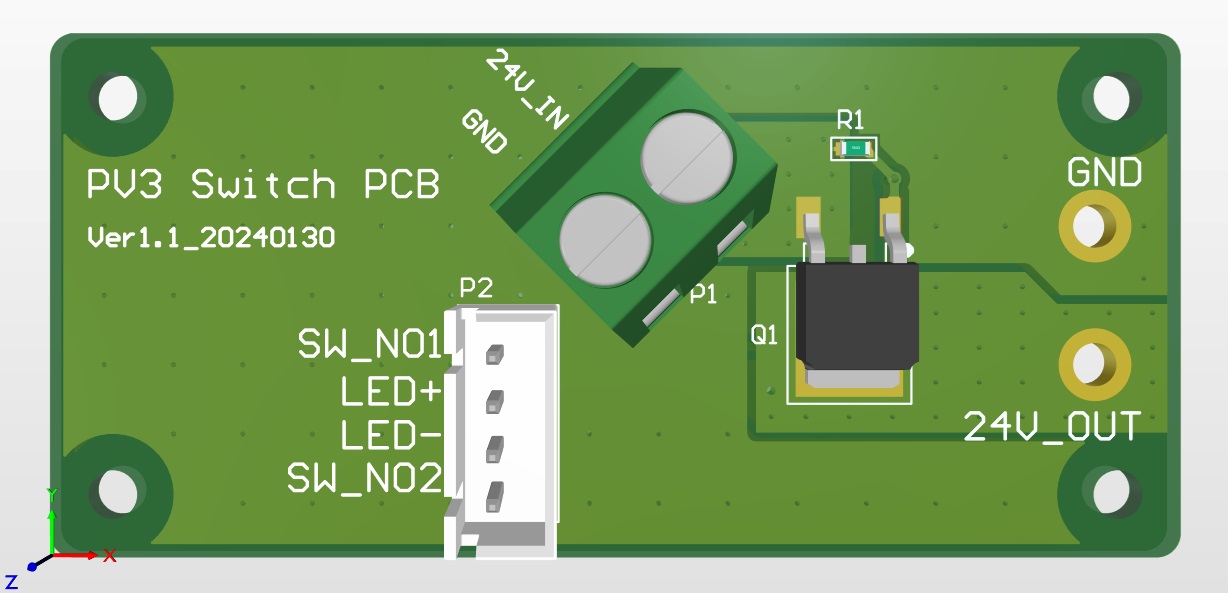 24V_IN
GND
R1
GND
PV3 Switch PCB
Ver1.1_20240130
P2
P1
SW_NO1
Q1
LED+
LED-
24V_OUT
SW_NO2
Y
X
Z